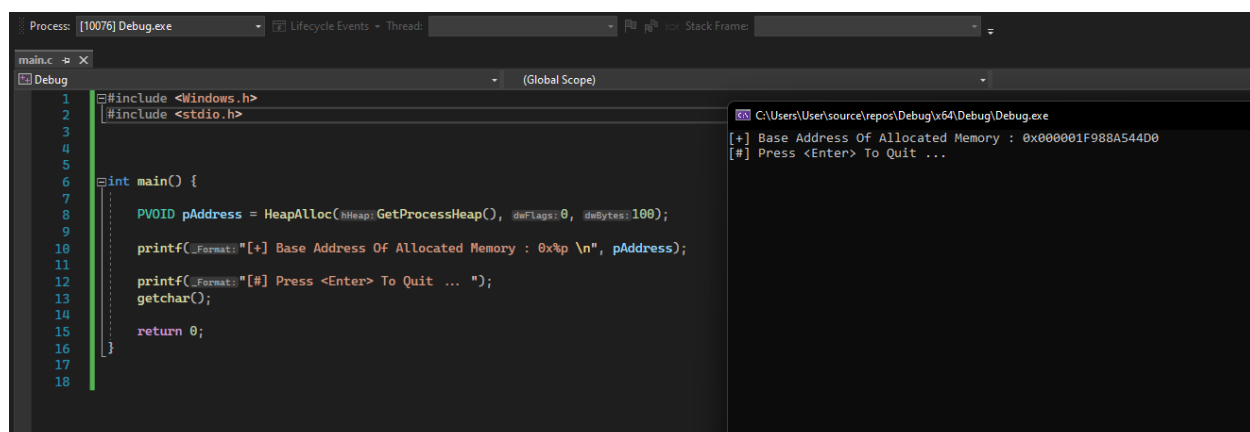 Process: [10076] Debug.exe Lifecycle Events Thread: Stack Frame:
main.c
Debug (Global Scope)
1 #include <Windows.h>
2 #include <stdio.h>
3
4
5
6 int main() {
7
8 PVOID pAddress = HeapAlloc(hHeap: GetProcessHeap(), dwFlags: 0, dwBytes: 100);
9
10 printf(_Format: "[+] Base Address Of Allocated Memory : 0x%p \n", pAddress);
11
12 printf(_Format: "[#] Press <Enter> To Quit ... ");
13 getchar();
14
15 return 0;
16 }
17
18
C:\Users\User\source\repos\Debug\x64\Debug\Debug.exe
[+] Base Address Of Allocated Memory : 0x000001F988A544D0
[#] Press <Enter> To Quit ...